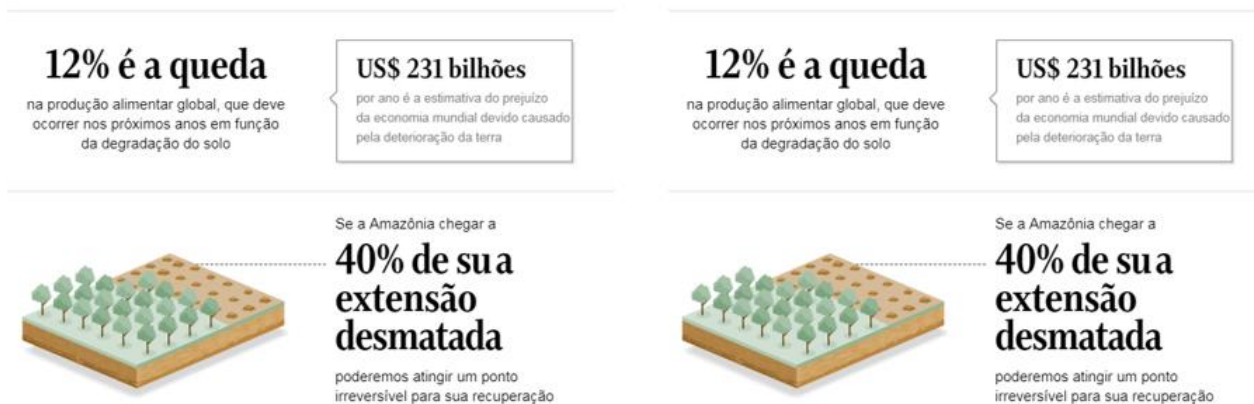 12% é a queda
na produção alimentar global, que deve
ocorrer nos próximos anos em função
da degradação do solo
US$ 231 bilhões
por ano é a estimativa do prejuízo
da economia mundial devido causado
pela deterioração da terra
Se a Amazônia chegar a
40% de sua
extensão
desmatada
poderemos atingir um ponto
irreversível para sua recuperação
12% é a queda
na produção alimentar global, que deve
ocorrer nos próximos anos em função
da degradação do solo
US$ 231 bilhões
por ano é a estimativa do prejuízo
da economia mundial devido causado
pela deterioração da terra
Se a Amazônia chegar a
40% de sua
extensão
desmatada
poderemos atingir um ponto
irreversível para sua recuperação